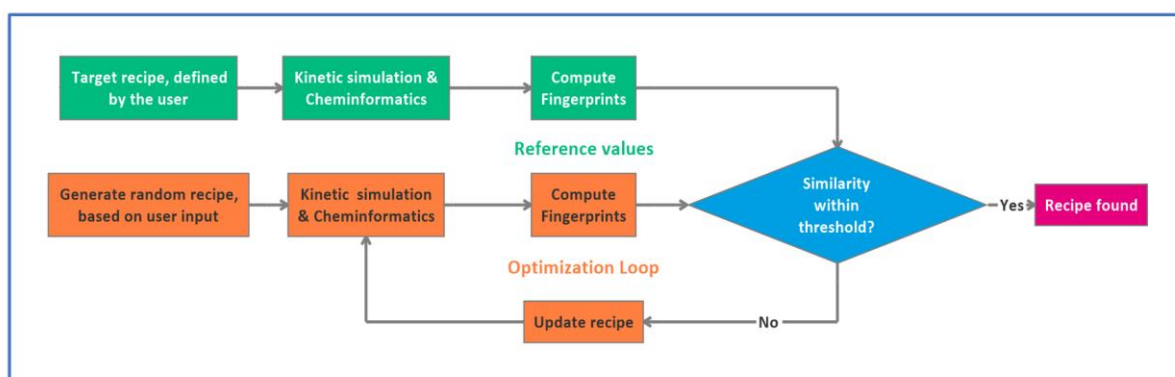 Target recipe, defined
by the user
Kinetic simulation &
Cheminformatics
Compute
Fingerprints
Reference values
Generate random recipe,
based on user input
Kinetic simulation
& Cheminformatics
Compute
Fingerprints
Similarity
within
threshold?
Yes
Recipe found
Optimization Loop
Update recipe
No